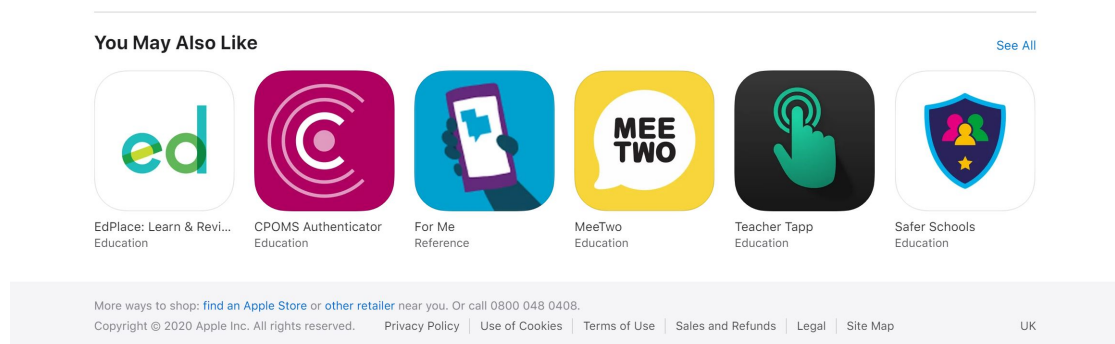 You May Also Like
See All
ed
C
MEE
TWO
EdPlace: Learn & Revi...
Education
CPOMS Authenticator
Education
For Me
Reference
MeeTwo
Education
Teacher Tapp
Education
Safer Schools
Education
More ways to shop: find an Apple Store or other retailer near you. Or call 0800 048 0408.
Copyright © 2020 Apple Inc. All rights reserved. Privacy Policy | Use of Cookies | Terms of Use | Sales and Refunds | Legal | Site Map UK